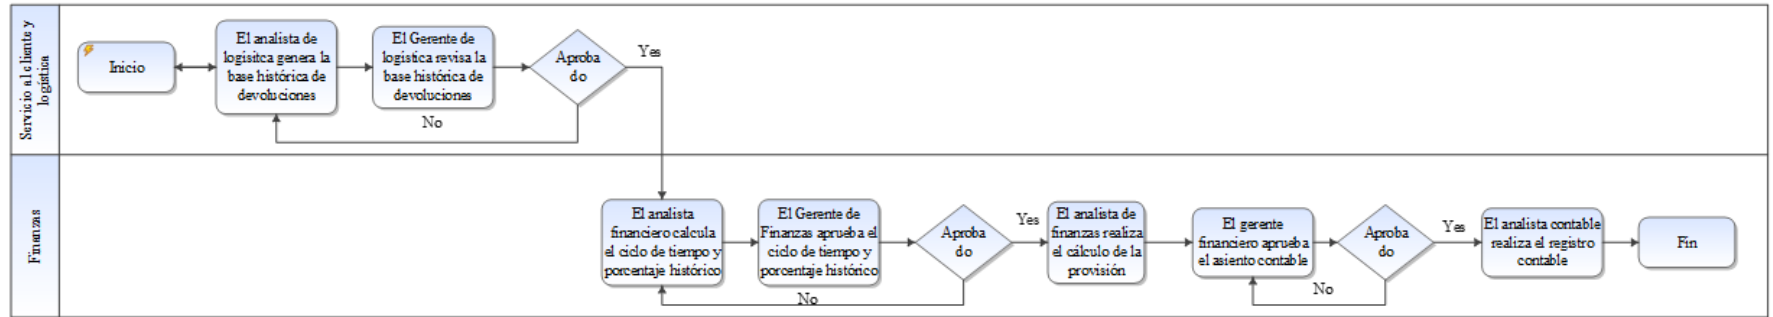 Servicio al cliente y
logística
Inicio
El analista de
logisitca genera la
base histórica de
devoluciones
El Gerente de
logistica revisa la
base histórica de
devoluciones
Aproba
do
Yes
No
Finanzas
El analista
financiero calcula
el ciclo de tiempo y
porcentaje histórico
El Gerente de
Finanzas aprueba el
ciclo de tiempo y
porcentaje histórico
Aproba
do
Yes
No
El analista de
finanzas realiza
el cálculo de la
provisión
El gerente
financiero aprueba
el asiento contable
Aproba
do
Yes
No
El analista contable
realiza el registro
contable
Fin